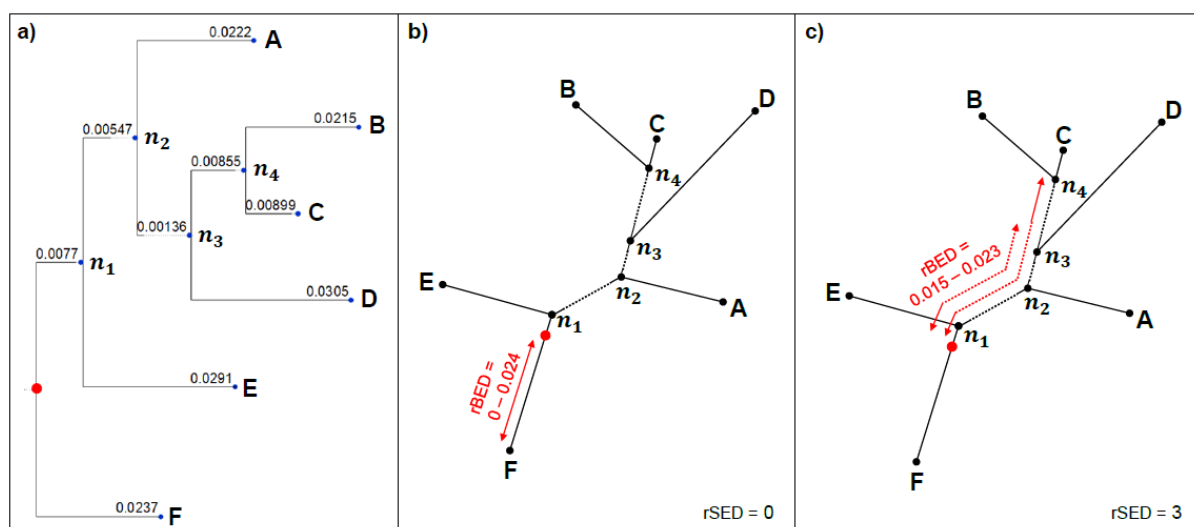 a)
0.0222
A
0.0215
B
0.00547
n₂
0.00855
n₄
0.00899
C
0.00136
n₃
0.0077
n₁
0.0305
D
0.0291
E
0.0237
F
b)
B
C
D
n₄
n₃
E
n₂
A
n₁
rBED =
0 – 0.024
F
rSED = 0
c)
B
C
D
n₄
n₃
rBED =
0.015 – 0.023
E
n₂
A
n₁
F
rSED = 3